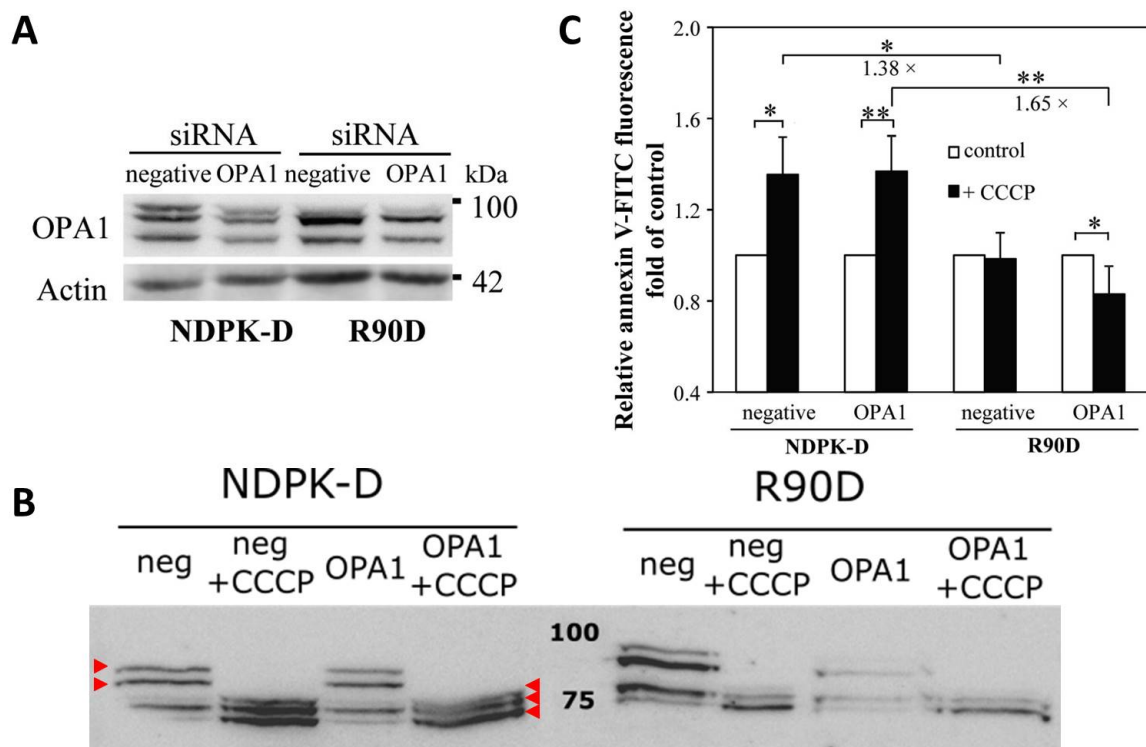 A
siRNA siRNA
negative OPA1 negative OPA1 kDa
OPA1
100
Actin
42
NDPK-D R90D
C
Relative annexin V-FITC fluorescence
fold of control
2.0
1.6
1.2
0.8
0.4
*
1.38 ×
**
1.65 ×
* **
control
+ CCCP
*
negative OPA1 negative OPA1
NDPK-D R90D
B
NDPK-D R90D
neg neg +CCCP OPA1 OPA1 +CCCP neg neg +CCCP OPA1 OPA1 +CCCP
100
75